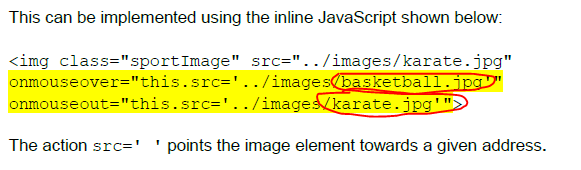 This can be implemented using the inline JavaScript shown below:
<img class="sportImage" src="../images/karate.jpg"
onmouseover="this.src='../images/basketball.jpg'"
onmouseout="this.src='../images/karate.jpg'">
The action src=' ' points the image element towards a given address.